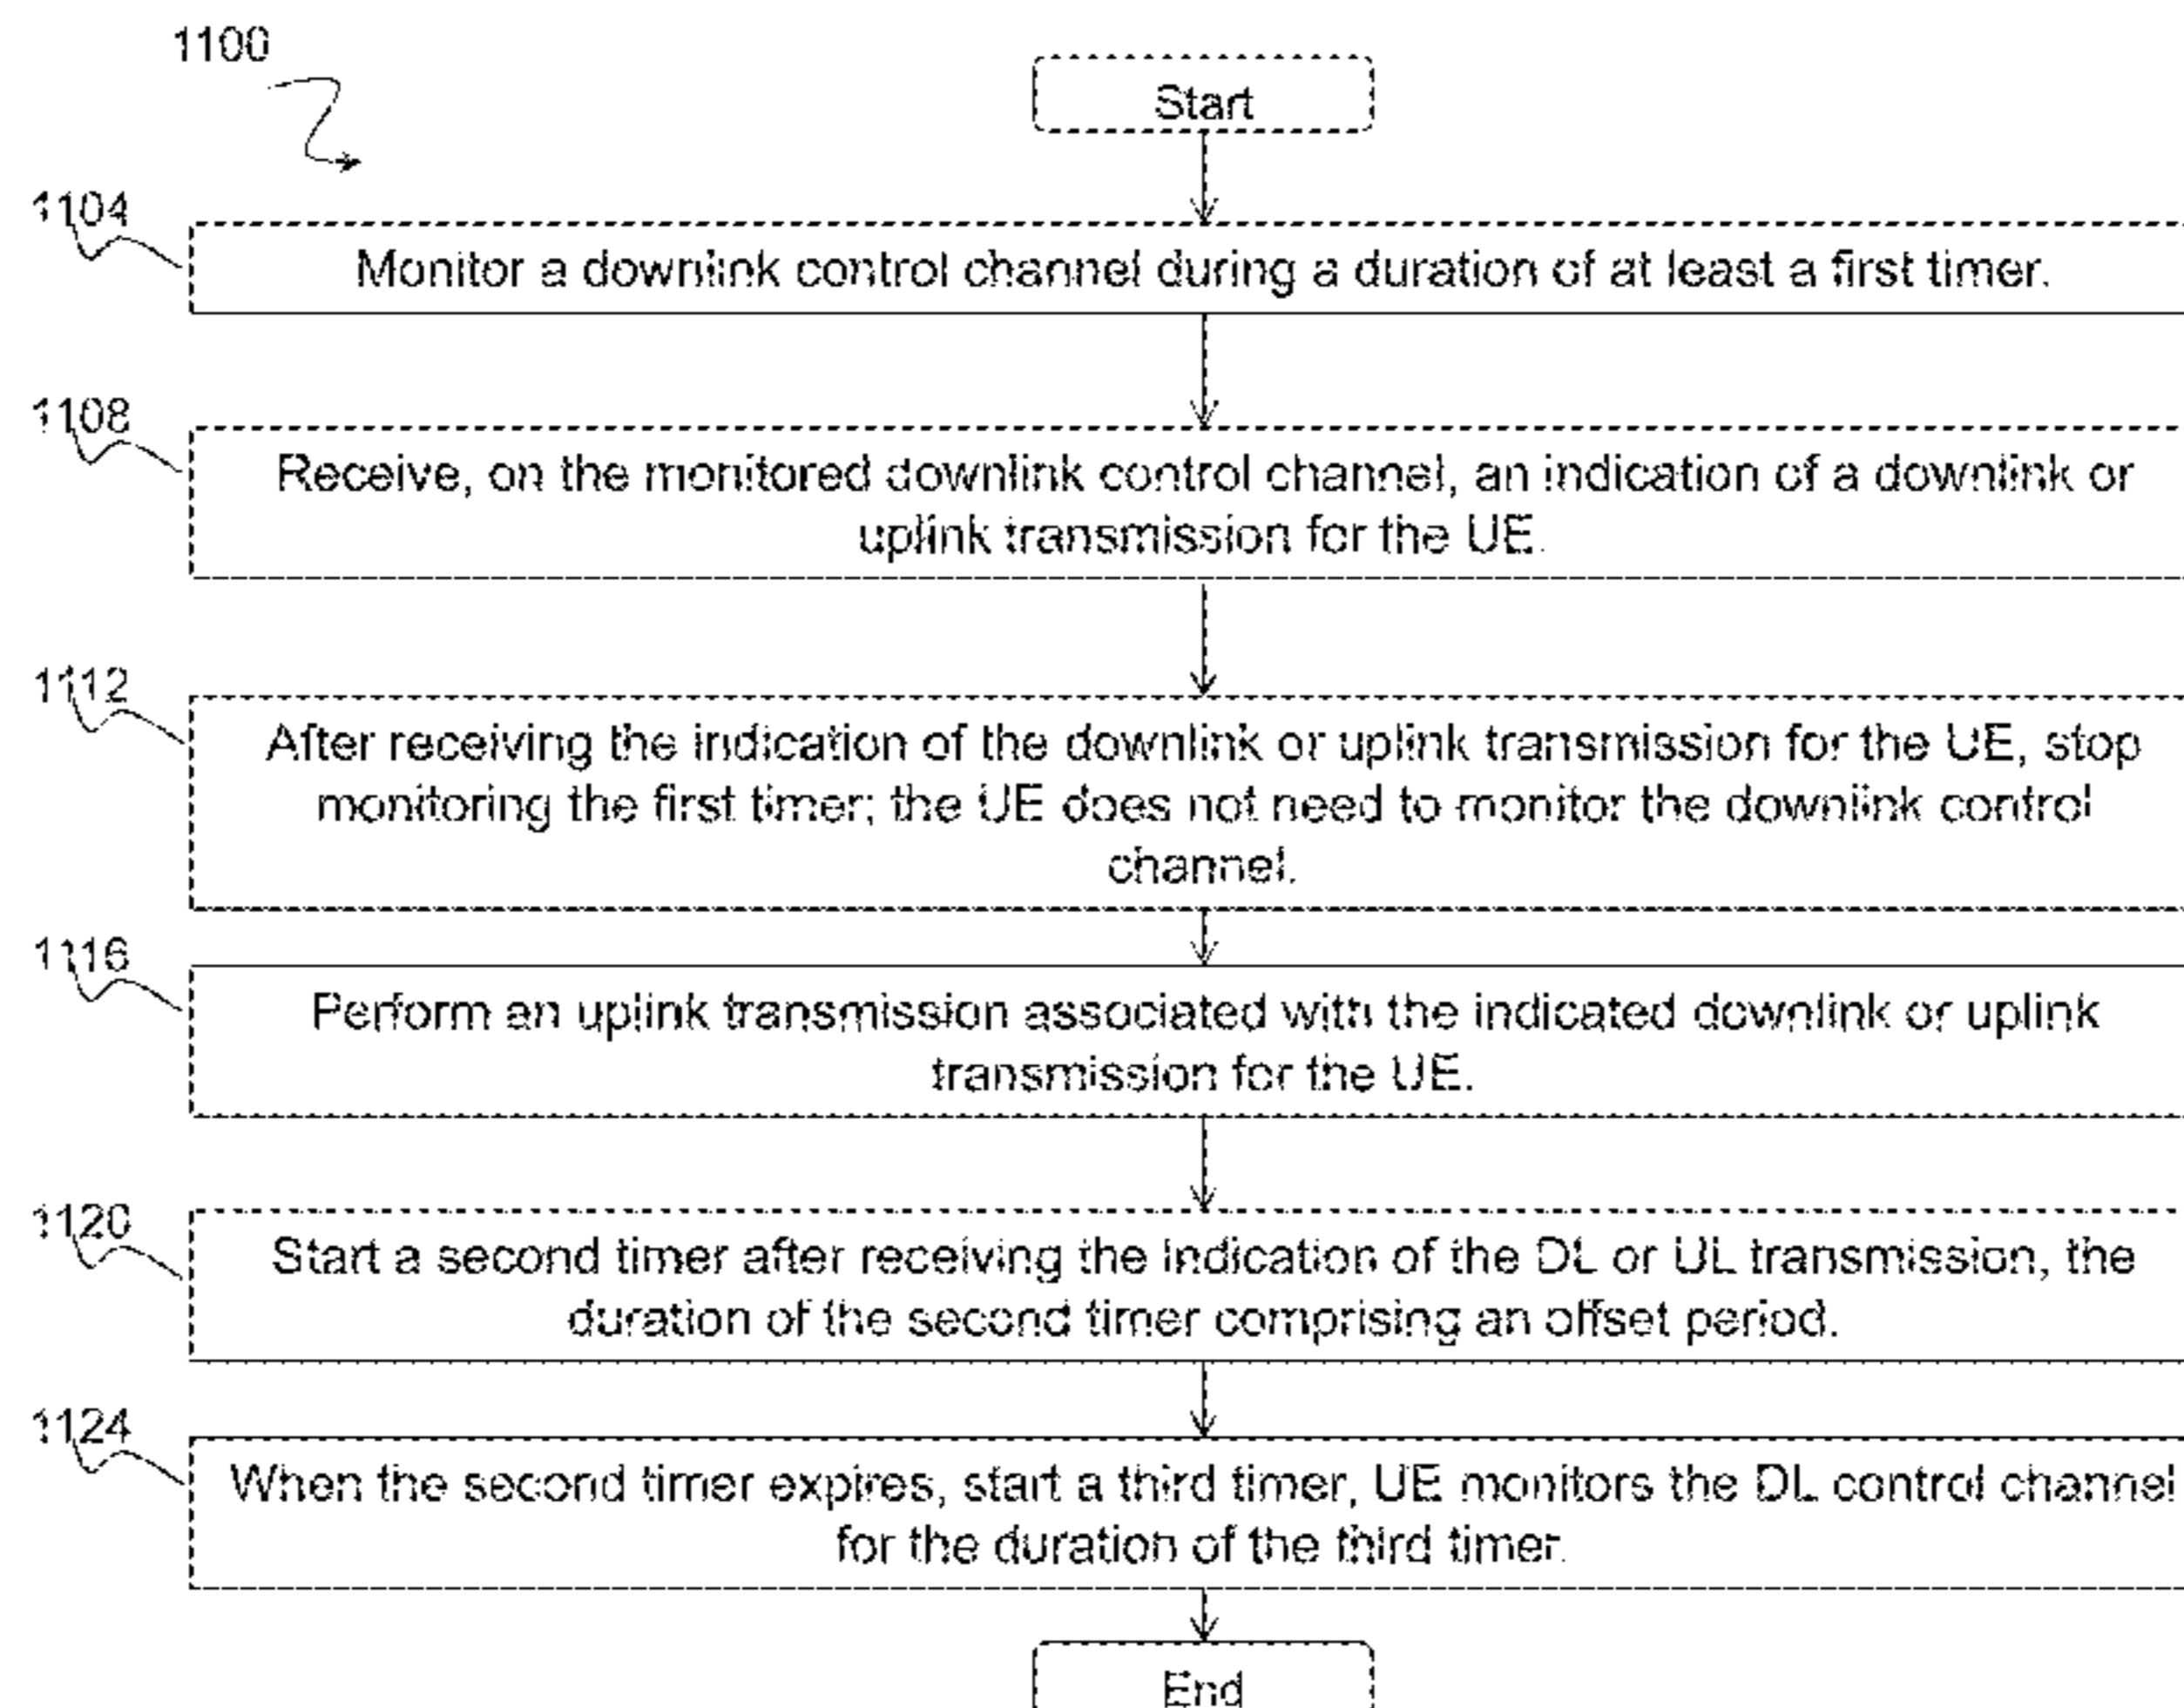 1100
Start
1104
Monitor a downlink control channel during a duration of at least a first timer.
1108
Receive, on the monitored downlink control channel, an indication of a downlink or
uplink transmission for the UE.
1112
After receiving the indication of the downlink or uplink transmission for the UE, stop
monitoring the first timer; the UE does not need to monitor the downlink control
channel.
1116
Perform an uplink transmission associated with the indicated downlink or uplink
transmission for the UE.
1120
Start a second timer after receiving the indication of the DL or UL transmission, the
duration of the second timer comprising an offset period.
1124
When the second timer expires, start a third timer, UE monitors the DL control channel
for the duration of the third timer.
End